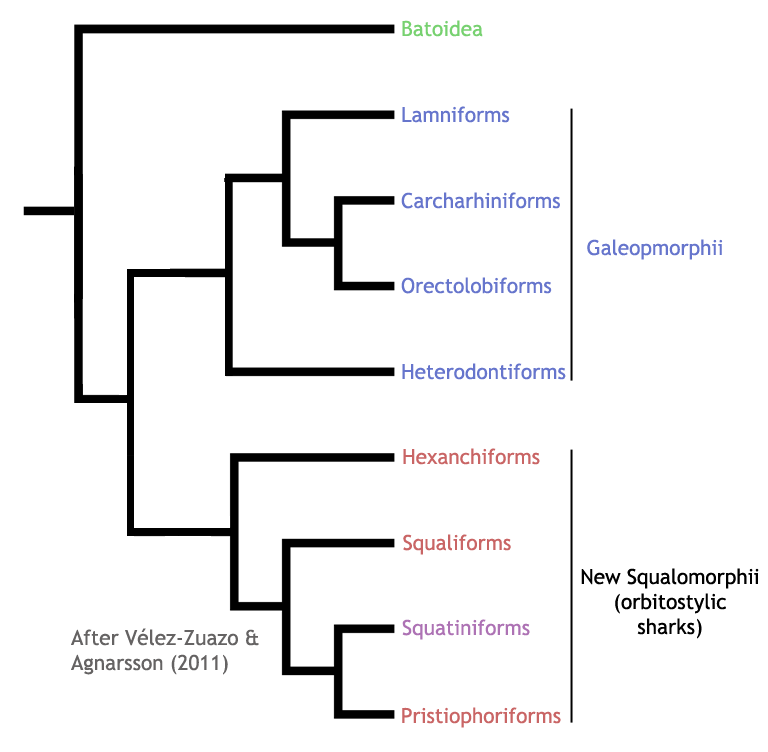 Batoidea
Lamniforms
Carcharhiniforms
Orectolobiforms
Heterodontiforms
Galeopmorphii
Hexanchiforms
Squaliforms
Squatiniforms
Pristiophoriforms
New Squalomorphii
(orbitostylic
sharks)
After Vélez-Zuazo &
Agnarsson (2011)